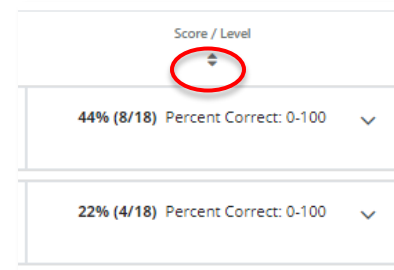 Score / Level
44% (8/18) Percent Correct: 0-100
22% (4/18) Percent Correct: 0-100